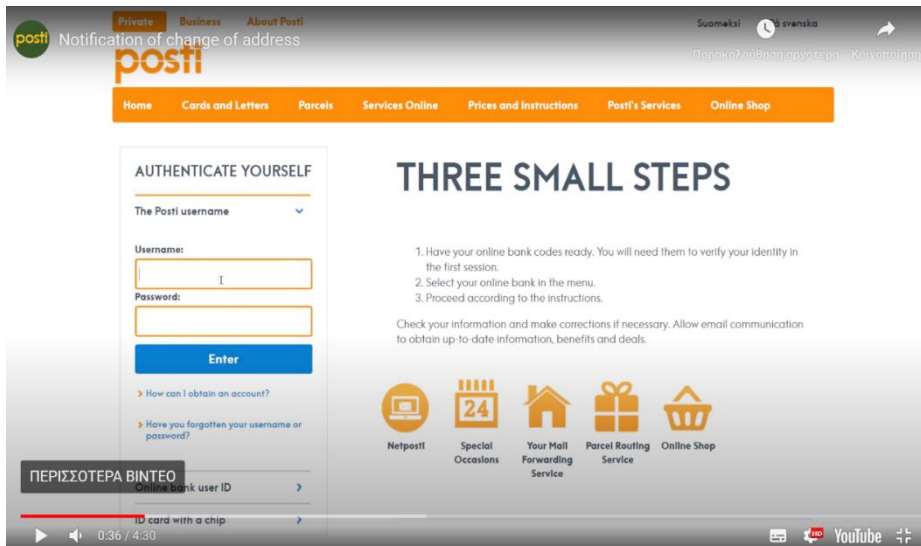 Private Business About Posti Suomeksi På svenska
posti Notification of change of address
posti
Παρακολούθηση αργότερα Κοινοποίηση
Home Cards and Letters Parcels Services Online Prices and Instructions Posti's Services Online Shop
AUTHENTICATE YOURSELF
The Posti username
Username:
Password:
Enter
How can I obtain an account?
Have you forgotten your username or
password?
Online bank user ID
ID card with a chip
THREE SMALL STEPS
1. Have your online bank codes ready. You will need them to verify your identity in
the first session.
2. Select your online bank in the menu.
3. Proceed according to the instructions.
Check your information and make corrections if necessary. Allow email communication
to obtain up-to-date information, benefits and deals.
24
Netposti
Special
Occasions
Your Mail
Forwarding
Service
Parcel Routing
Service
Online Shop
ΠΕΡΙΣΣΟΤΕΡΑ ΒΙΝΤΕΟ
0:36 / 4:30
HD
YouTube